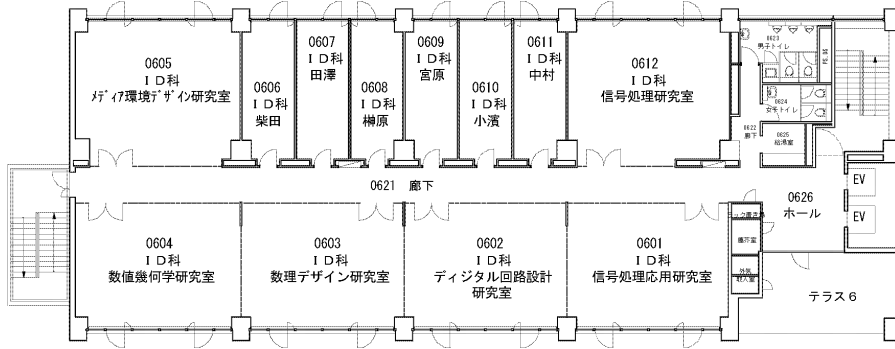 0605
ＩＤ科
ﾒﾃﾞｨｱ環境ﾃﾞｻﾞｲﾝ研究室
0606
ＩＤ科
柴田
0607
ＩＤ科
田澤
0608
ＩＤ科
榊原
0609
ＩＤ科
宮原
0610
ＩＤ科
小濱
0611
ＩＤ科
中村
0612
ＩＤ科
信号処理研究室
0623
男子トイレ
PS.DS
0624
女子トイレ
0622
廊下
0625
給湯室
0621 廊下
0626
ホール
EV
EV
0604
ＩＤ科
数値幾何学研究室
0603
ＩＤ科
数理デザイン研究室
0602
ＩＤ科
ディジタル回路設計
研究室
0601
ＩＤ科
信号処理応用研究室
塵芥室
外気
取入室
テラス６